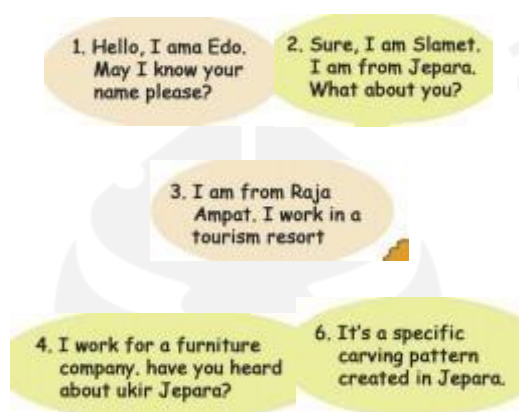 1. Hello, I ama Edo.
May I know your
name please?
2. Sure, I am Slamet.
I am from Jepara.
What about you?
3. I am from Raja
Ampat. I work in a
tourism resort
4. I work for a furniture
company. have you heard
about ukir Jepara?
6. It's a specific
carving pattern
created in Jepara.